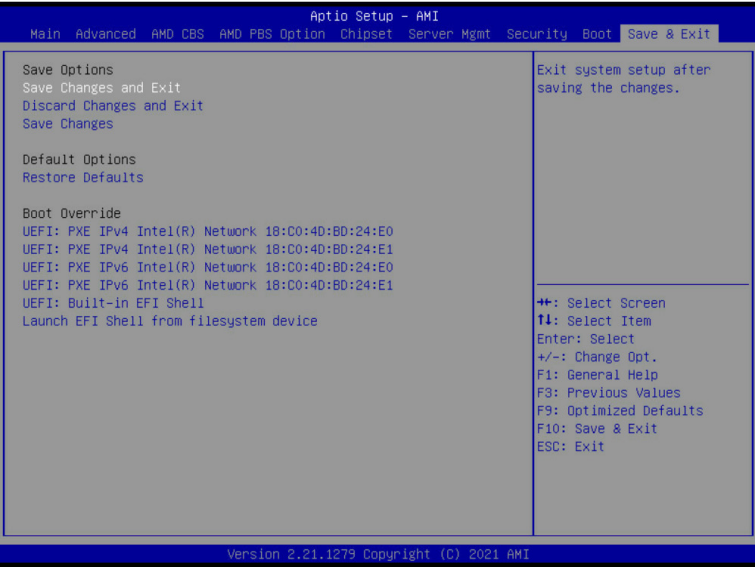 Aptio Setup – AMI
Main Advanced AMD CBS AMD PBS Option Chipset Server Mgmt Security Boot Save & Exit
Save Options
Save Changes and Exit
Discard Changes and Exit
Save Changes
Default Options
Restore Defaults
Boot Override
UEFI: PXE IPv4 Intel(R) Network 18:C0:4D:BD:24:E0
UEFI: PXE IPv4 Intel(R) Network 18:C0:4D:BD:24:E1
UEFI: PXE IPv6 Intel(R) Network 18:C0:4D:BD:24:E0
UEFI: PXE IPv6 Intel(R) Network 18:C0:4D:BD:24:E1
UEFI: Built-in EFI Shell
Launch EFI Shell from filesystem device
Exit system setup after
saving the changes.
→←: Select Screen
↑↓: Select Item
Enter: Select
+/-: Change Opt.
F1: General Help
F3: Previous Values
F9: Optimized Defaults
F10: Save & Exit
ESC: Exit
Version 2.21.1279 Copyright (C) 2021 AMI